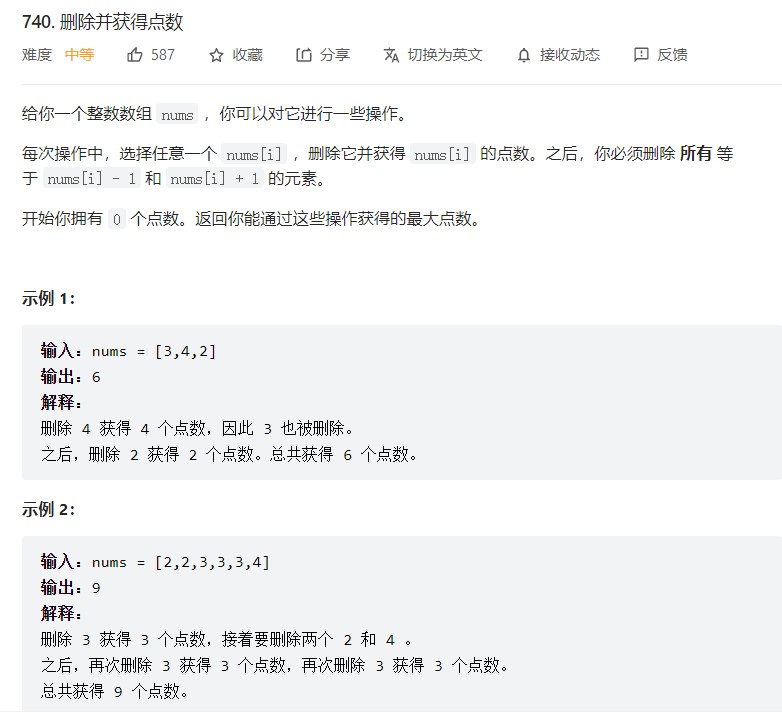 740. 删除并获得点数
难度 中等 587 收藏 分享 切换为英文 接收动态 反馈
给你一个整数数组 nums ，你可以对它进行一些操作。
每次操作中，选择任意一个 nums[i] ，删除它并获得 nums[i] 的点数。之后，你必须删除 所有 等
于 nums[i] - 1 和 nums[i] + 1 的元素。
开始你拥有 0 个点数。返回你能通过这些操作获得的最大点数。
示例 1：
输入：nums = [3,4,2]
输出：6
解释：
删除 4 获得 4 个点数，因此 3 也被删除。
之后，删除 2 获得 2 个点数。总共获得 6 个点数。
示例 2：
输入：nums = [2,2,3,3,3,4]
输出：9
解释：
删除 3 获得 3 个点数，接着要删除两个 2 和 4 。
之后，再次删除 3 获得 3 个点数，再次删除 3 获得 3 个点数。
总共获得 9 个点数。